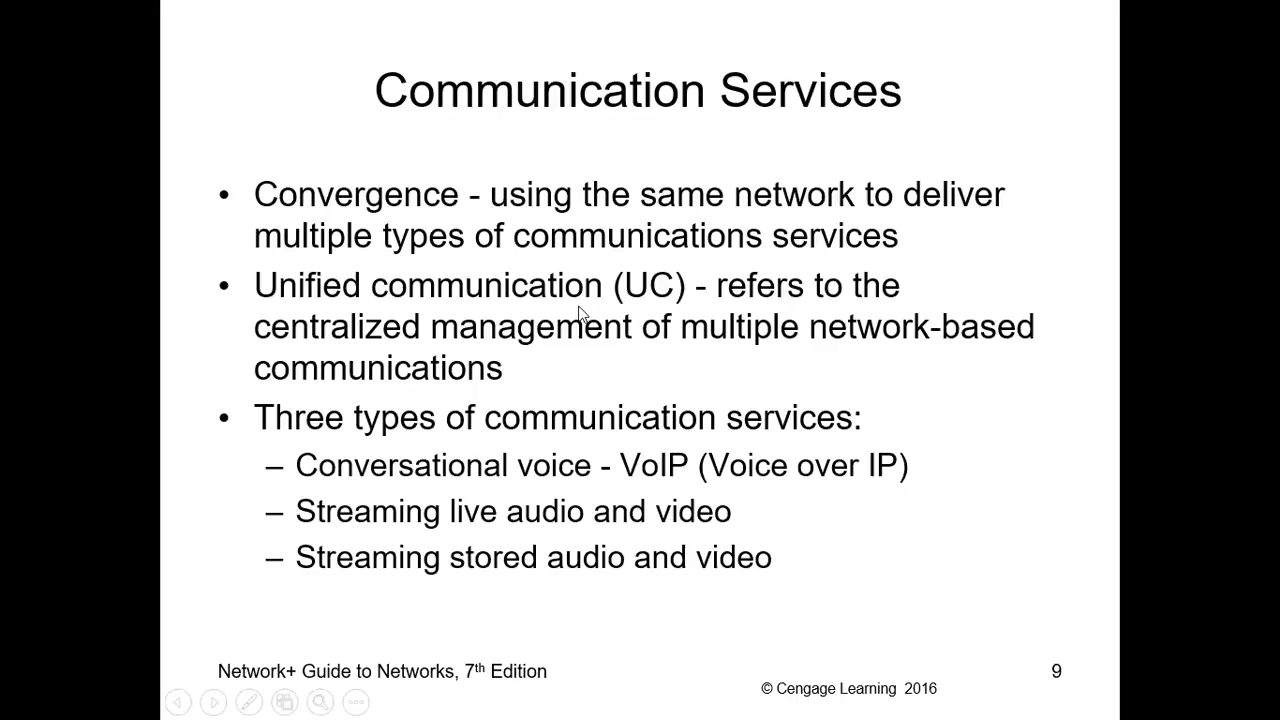 Communication Services
• Convergence - using the same network to deliver
multiple types of communications services
• Unified communication (UC) - refers to the
centralized management of multiple network-based
communications
• Three types of communication services:
– Conversational voice - VoIP (Voice over IP)
– Streaming live audio and video
– Streaming stored audio and video
Network+ Guide to Networks, 7th Edition
9
© Cengage Learning 2016